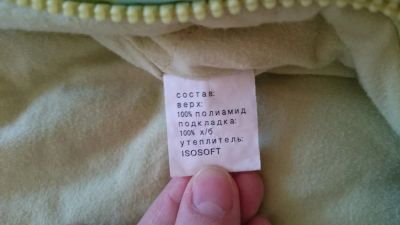 состав:
верх:
100% полиамид
подкладка:
100% х/б
утеплитель:
ISOSOFT